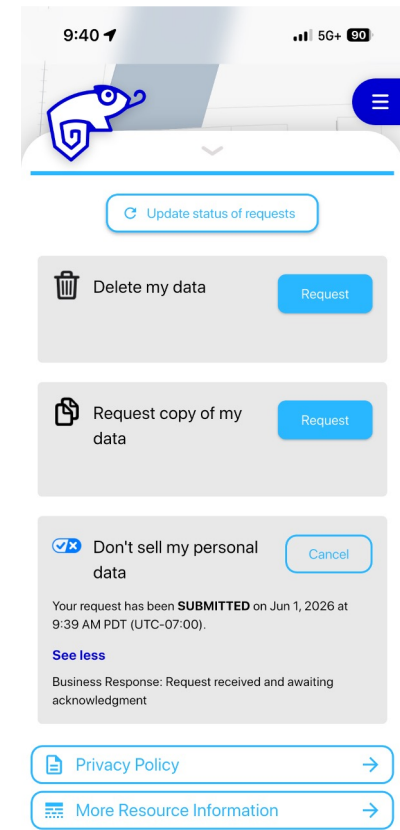 9:40
5G+ 90
Update status of requests
Delete my data
Request
Request copy of my
data
Request
Don't sell my personal
data
Cancel
Your request has been SUBMITTED on Jun 1, 2026 at
9:39 AM PDT (UTC-07:00).
See less
Business Response: Request received and awaiting
acknowledgment
Privacy Policy
More Resource Information